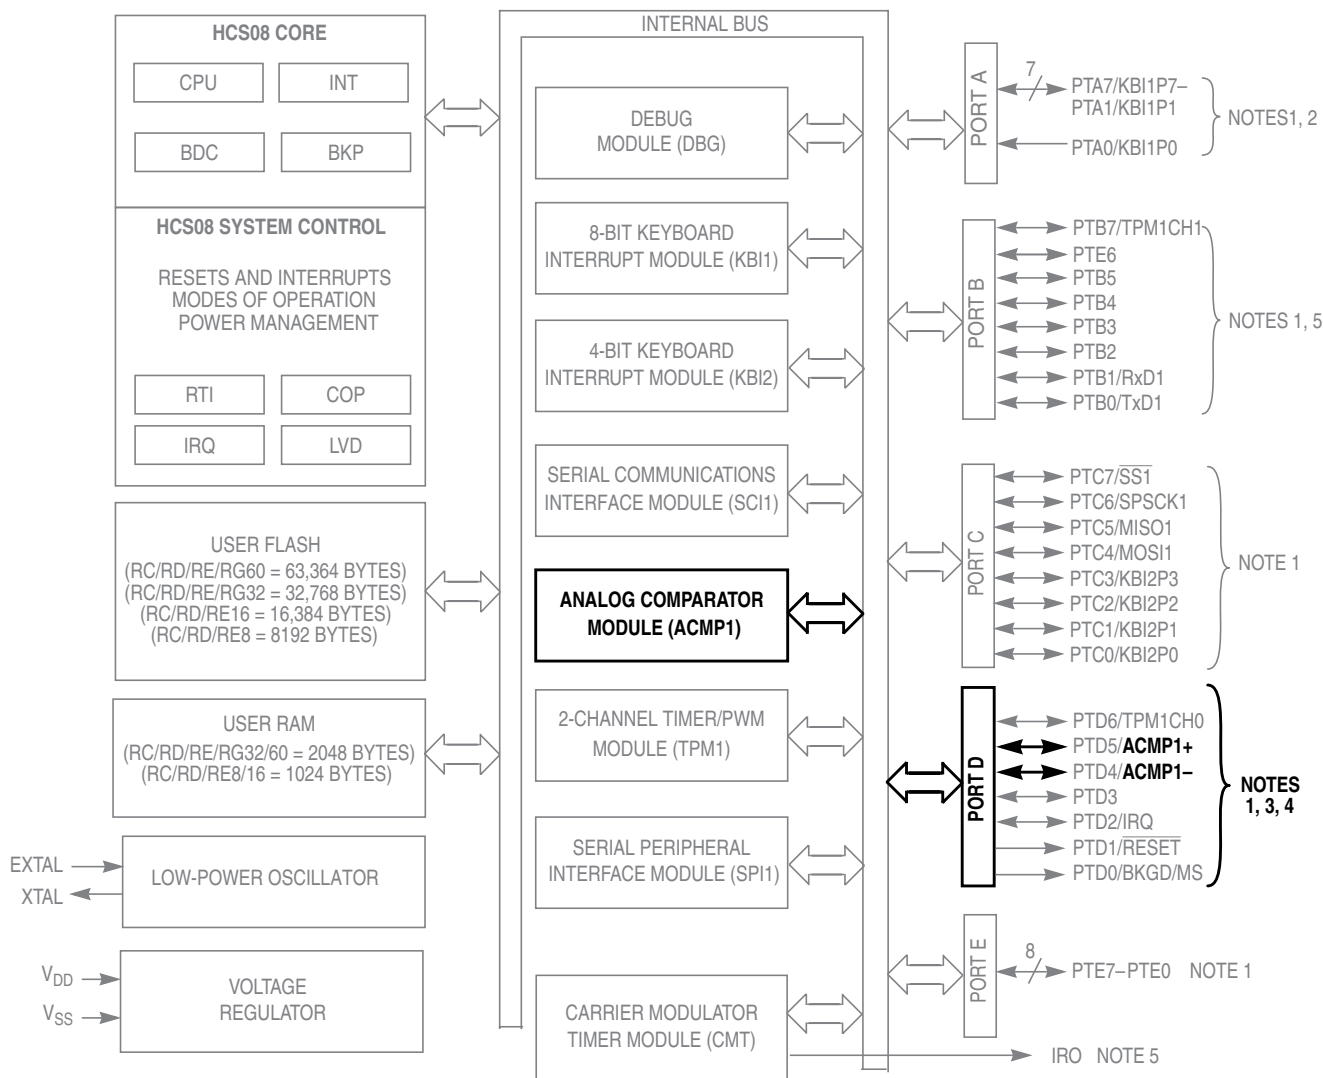 HCS08 CORE
CPU
INT
BDC
BKP
HCS08 SYSTEM CONTROL
RESETS AND INTERRUPTS
MODES OF OPERATION
POWER MANAGEMENT
RTI
COP
IRQ
LVD
USER FLASH
(RC/RD/RE/RG60 = 63,364 BYTES)
(RC/RD/RE/RG32 = 32,768 BYTES)
(RC/RD/RE16 = 16,384 BYTES)
(RC/RD/RE8 = 8192 BYTES)
USER RAM
(RC/RD/RE/RG32/60 = 2048 BYTES)
(RC/RD/RE8/16 = 1024 BYTES)
EXTAL
XTAL
LOW-POWER OSCILLATOR
VDD
VSS
VOLTAGE
REGULATOR
INTERNAL BUS
DEBUG
MODULE (DBG)
8-BIT KEYBOARD
INTERRUPT MODULE (KBI1)
4-BIT KEYBOARD
INTERRUPT MODULE (KBI2)
SERIAL COMMUNICATIONS
INTERFACE MODULE (SCI1)
ANALOG COMPARATOR
MODULE (ACMP1)
2-CHANNEL TIMER/PWM
MODULE (TPM1)
SERIAL PERIPHERAL
INTERFACE MODULE (SPI1)
CARRIER MODULATOR
TIMER MODULE (CMT)
PORT A
7
PTA7/KBI1P7–
PTA1/KBI1P1
PTA0/KBI1P0
NOTES1, 2
PORT B
PTB7/TPM1CH1
PTE6
PTB5
PTB4
PTB3
PTB2
PTB1/RxD1
PTB0/TxD1
NOTES 1, 5
PORT C
PTC7/SS1
PTC6/SPSCK1
PTC5/MISO1
PTC4/MOSI1
PTC3/KBI2P3
PTC2/KBI2P2
PTC1/KBI2P1
PTC0/KBI2P0
NOTE 1
PORT D
PTD6/TPM1CH0
PTD5/ACMP1+
PTD4/ACMP1–
PTD3
PTD2/IRQ
PTD1/RESET
PTD0/BKGD/MS
NOTES
1, 3, 4
PORT E
8
PTE7–PTE0 NOTE 1
IRO NOTE 5